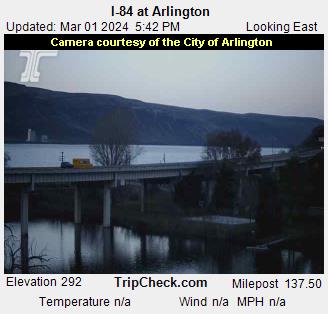 I-84 at Arlington
Updated: Mar 01 2024 5:42 PM Looking East
Camera courtesy of the City of Arlington
Elevation 292 TripCheck.com Milepost 137.50
Temperature n/a Wind n/a MPH n/a